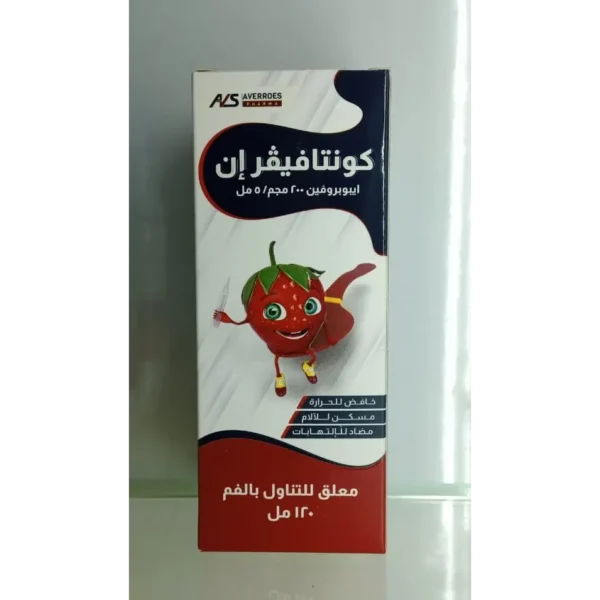 AVS AVERROES
PHARMA
كونتافيڤر إن
ايبوبروفين ٢٠٠ مجم/ ٥ مل
خافض للحرارة
مسكن للآلام
مضاد للإلتهابات
معلق للتناول بالفم
١٢٠ مل